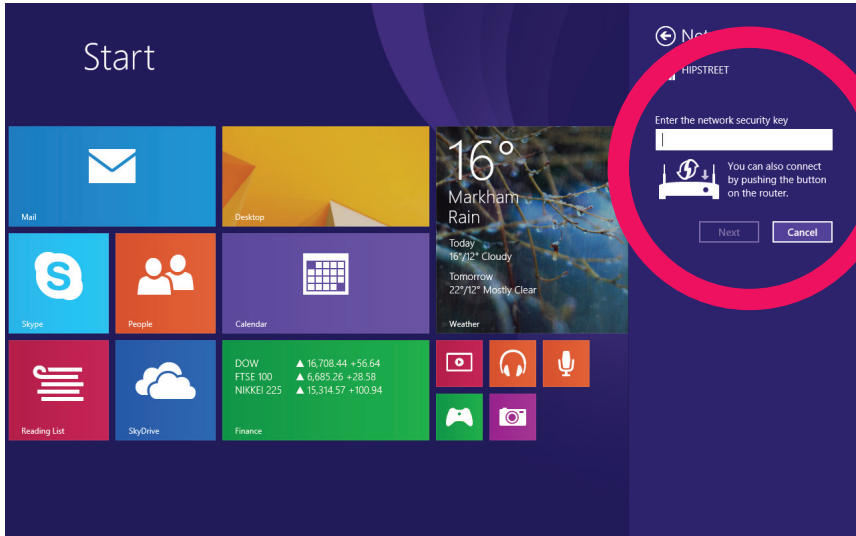 Start
Mail
Desktop
16°
Markham
Rain
Today
16°/12° Cloudy
Tomorrow
22°/12° Mostly Clear
Weather
Skype
People
Calendar
Reading List
SkyDrive
DOW ▲ 16,708.44 +56.64
FTSE 100 ▲ 6,685.26 +28.58
NIKKEI 225 ▲ 15,314.57 +100.94
Finance
HIPSTREET
Enter the network security key
You can also connect
by pushing the button
on the router.
Next
Cancel